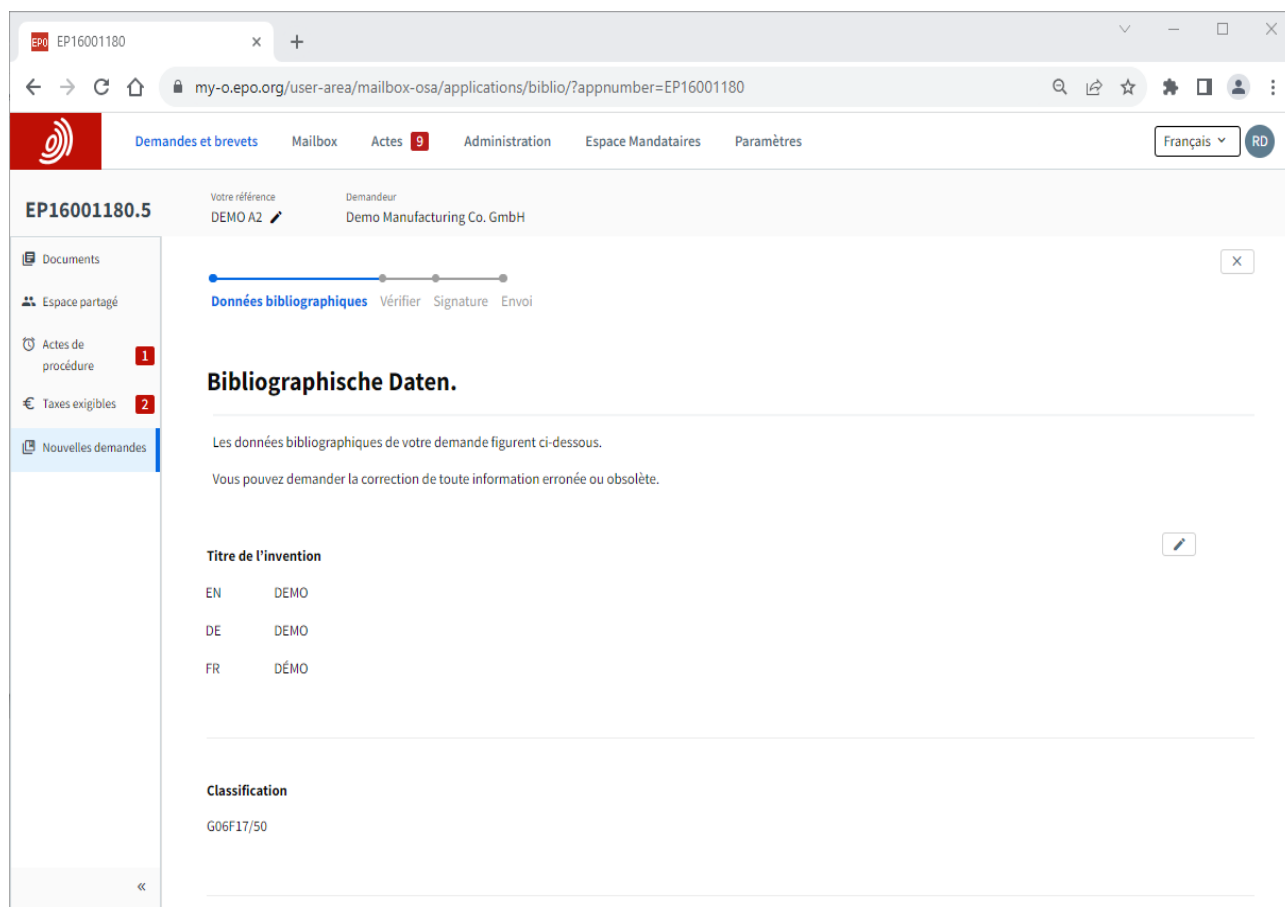 EPO EP16001180
my-o.epo.org/user-area/mailbox-osa/applications/biblio/?appnumber=EP16001180
Demandes et brevets Mailbox Actes 9 Administration Espace Mandataires Paramètres Français RD
EP16001180.5
Votre référence
DEMO A2
Demandeur
Demo Manufacturing Co. GmbH
Documents
Espace partagé
Actes de
procédure
1
€ Taxes exigibles 2
Nouvelles demandes
«
Données bibliographiques Vérifier Signature Envoi
Bibliographische Daten.
Les données bibliographiques de votre demande figurent ci-dessous.
Vous pouvez demander la correction de toute information erronée ou obsolète.
Titre de l’invention
EN DEMO
DE DEMO
FR DÉMO
Classification
G06F17/50